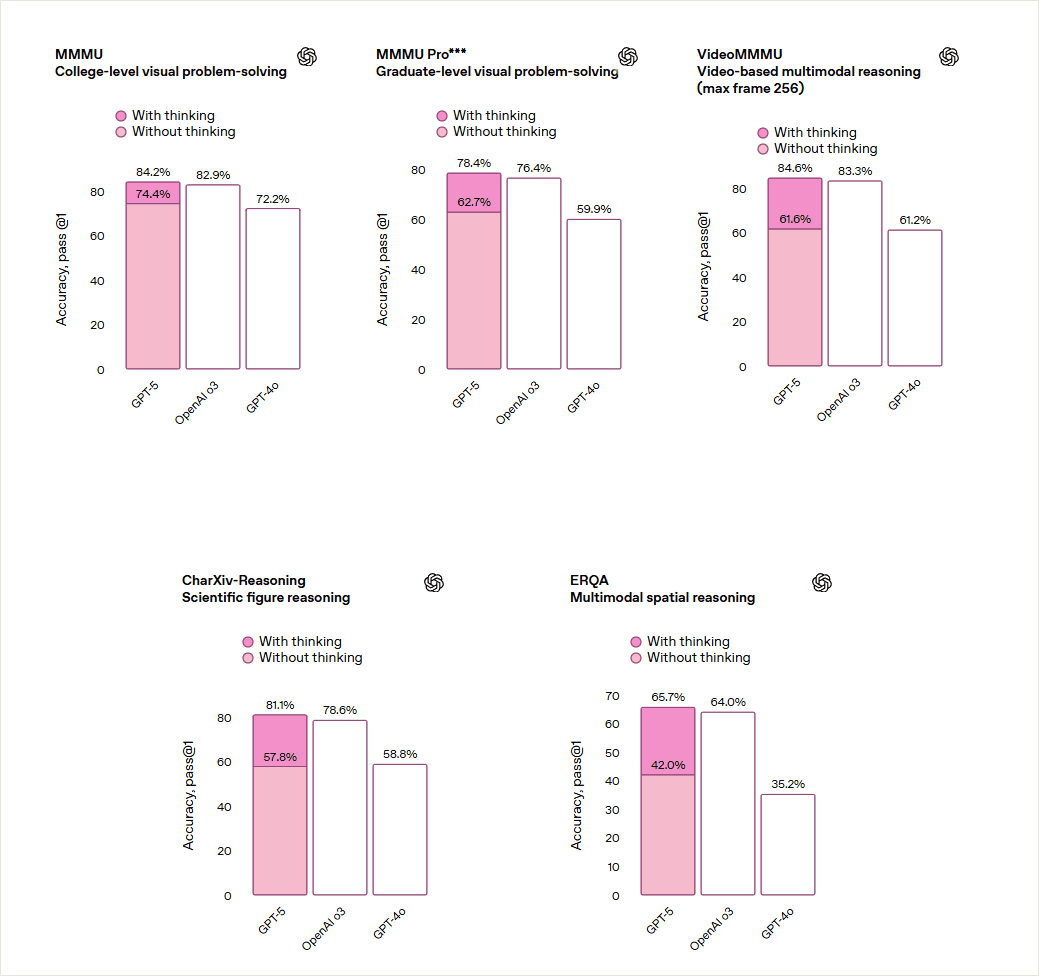 MMMU
College-level visual problem-solving
With thinking
Without thinking
84.2%
82.9%
74.4%
72.2%
80
60
40
20
0
Accuracy, pass @1
GPT-5
OpenAI o3
GPT-4o
MMMU Pro***
Graduate-level visual problem-solving
With thinking
Without thinking
78.4%
76.4%
62.7%
59.9%
80
60
40
20
0
Accuracy, pass @1
GPT-5
OpenAI o3
GPT-4o
VideoMMMU
Video-based multimodal reasoning
(max frame 256)
With thinking
Without thinking
84.6%
83.3%
61.6%
61.2%
80
60
40
20
0
Accuracy, pass@1
GPT-5
OpenAI o3
GPT-4o
CharXiv-Reasoning
Scientific figure reasoning
With thinking
Without thinking
81.1%
78.6%
57.8%
58.8%
80
60
40
20
0
Accuracy, pass@1
GPT-5
OpenAI o3
GPT-4o
ERQA
Multimodal spatial reasoning
With thinking
Without thinking
65.7%
64.0%
42.0%
35.2%
70
60
50
40
30
20
10
0
Accuracy, pass@1
GPT-5
OpenAI o3
GPT-4o